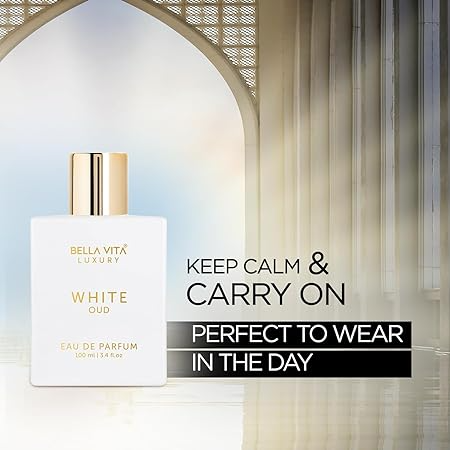 BELLA VITA®
LUXURY
WHITE
OUD
EAU DE PARFUM
100 ml | 3.4 fl.oz
KEEP CALM &
CARRY ON
PERFECT TO WEAR
IN THE DAY